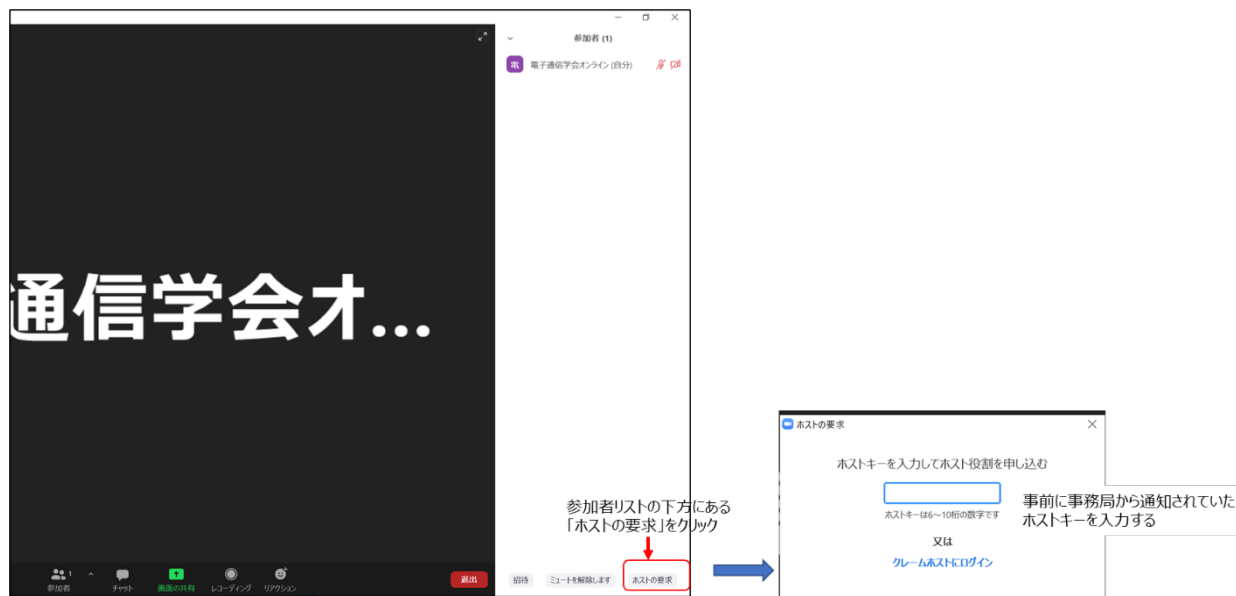 参加者 (1)
電 電子通信学会オンライン (自分)
通信学会オ...
参加者リストの下方にある
「ホストの要求」をクリック
1
参加者 チャット 画面の共有 レコーディング リアクション 退出
招待 ミュートを解除します ホストの要求
ホストの要求
ホストキーを入力してホスト役割を申し込む
ホストキーは6～10桁の数字です
又は
クレームホストにログイン
事前に事務局から通知されていた
ホストキーを入力する